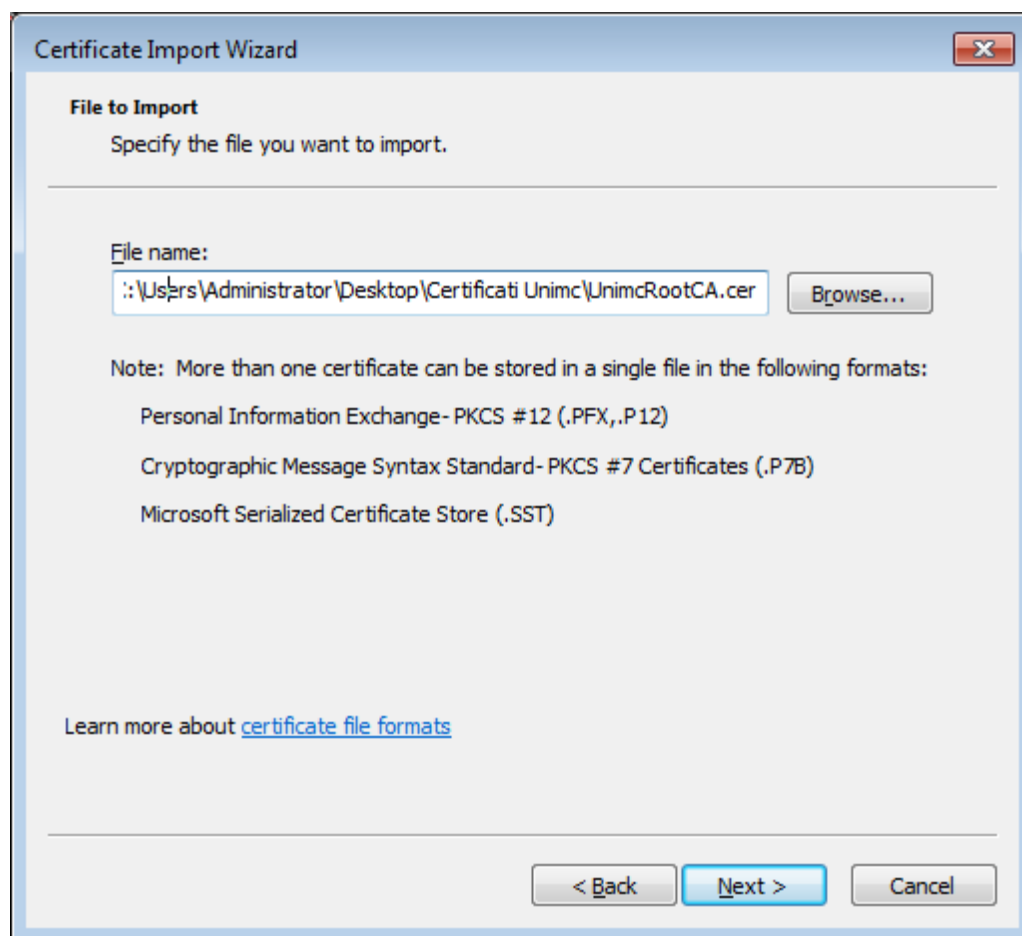 Certificate Import Wizard
File to Import
Specify the file you want to import.
File name:
:\Users\Administrator\Desktop\Certificati Unimc\UnimcRootCA.cer
Browse...
Note:  More than one certificate can be stored in a single file in the following formats:
Personal Information Exchange- PKCS #12 (.PFX,.P12)
Cryptographic Message Syntax Standard- PKCS #7 Certificates (.P7B)
Microsoft Serialized Certificate Store (.SST)
Learn more about certificate file formats
< Back
Next >
Cancel